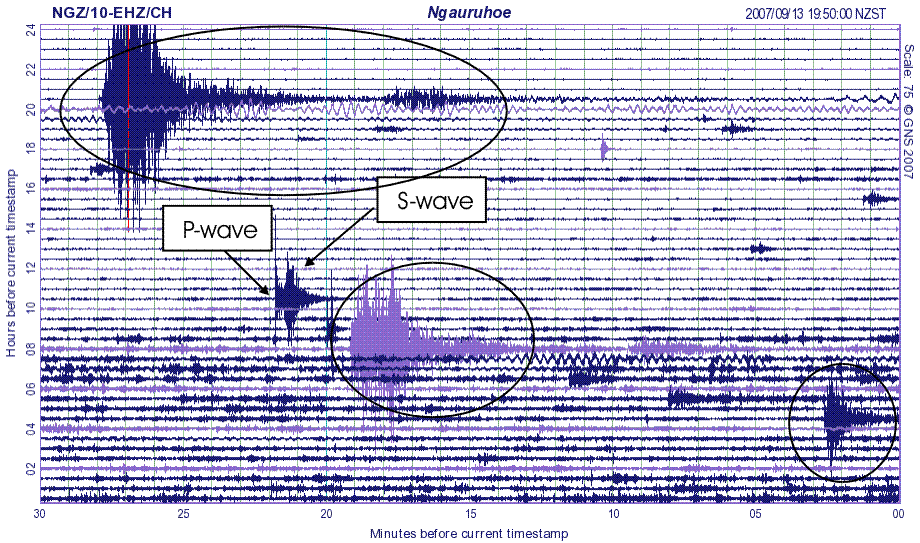 NGZ/10-EHZ/CH
Ngauruhoe
2007/09/13 19:50:00 NZST
Scale: 75 © GNS 2007
Hours before current timestamp
24
22
20
18
16
14
12
10
08
06
04
02
S-wave
P-wave
30
25
20
15
10
05
00
Minutes before current timestamp